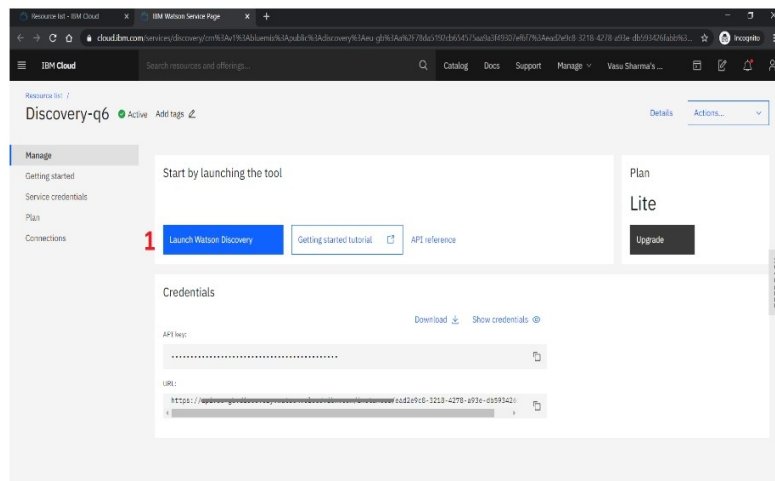 Resource list - IBM Cloud
IBM Watson Service Page
Incognito
IBM Cloud
Search resources and offerings...
Catalog
Docs
Support
Manage
Vasu Sharma's ...
Resource list /
Discovery-q6
Active
Add tags
Details
Actions...
Manage
Getting started
Service credentials
Plan
Connections
Start by launching the tool
1
Launch Watson Discovery
Getting started tutorial
API reference
Plan
Lite
Upgrade
Credentials
Download
Show credentials
API key:
URL:
https://